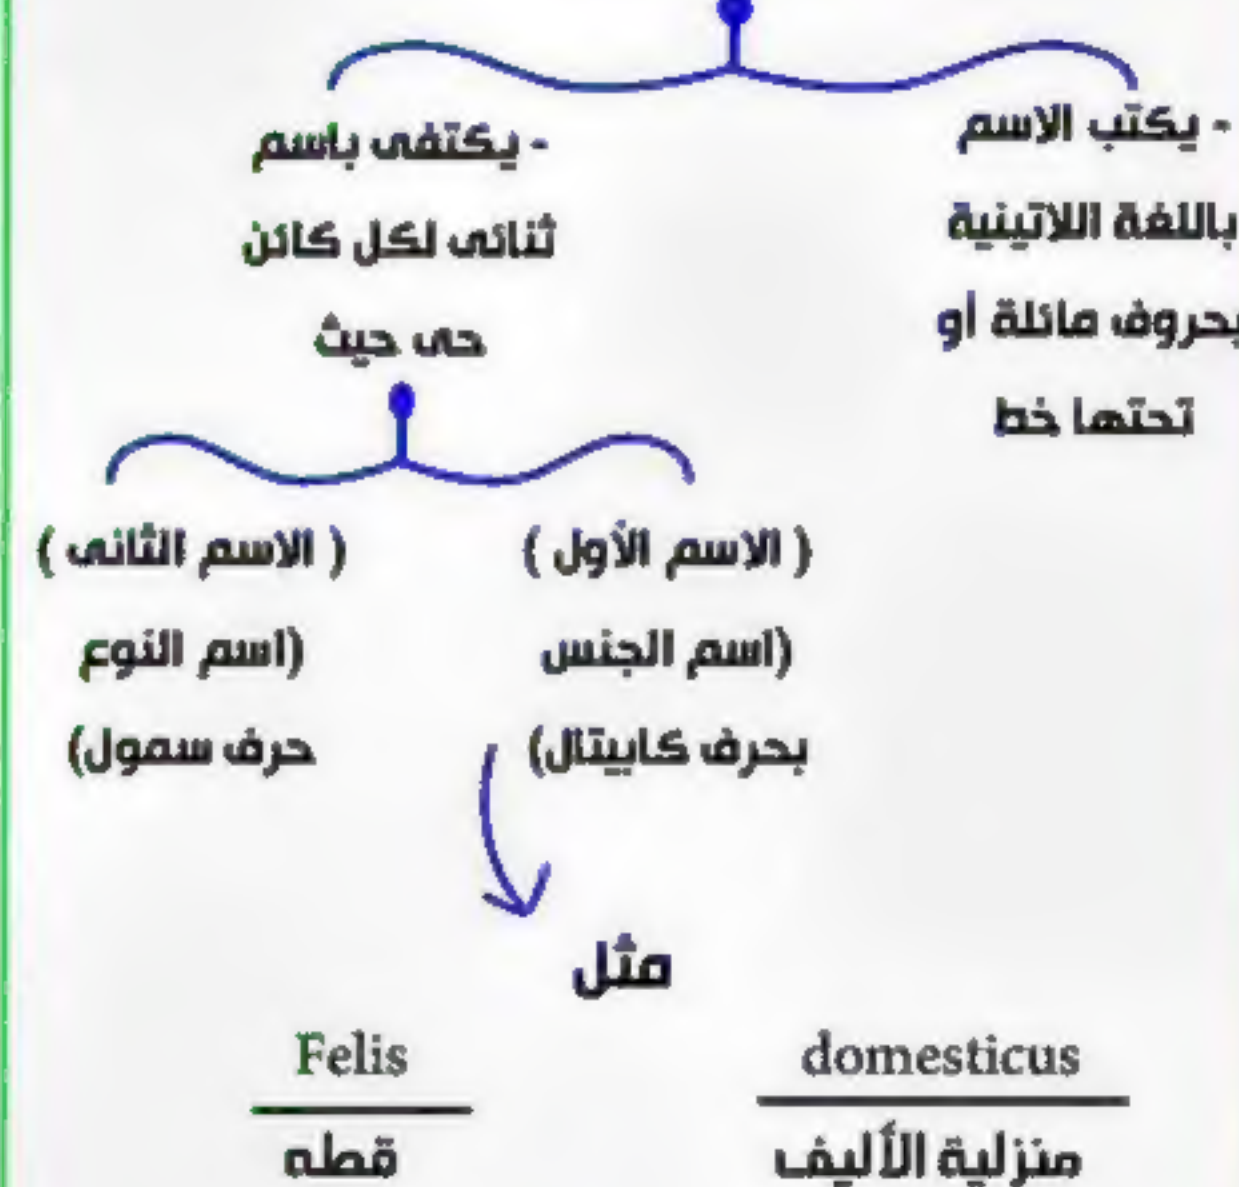 - يكتب الاسم
باللغة اللاتينية
بحروف مائلة أو
تحتها خط
- يكتفى باسم
ثنائى لكل كائن
حى حيث
( الاسم الأول )
(اسم الجنس
بحرف كابيتال)
( الاسم الثانى )
(اسم النوع
حرف سمول)
مثل
Felis
domesticus
قطه
منزلية الأليف